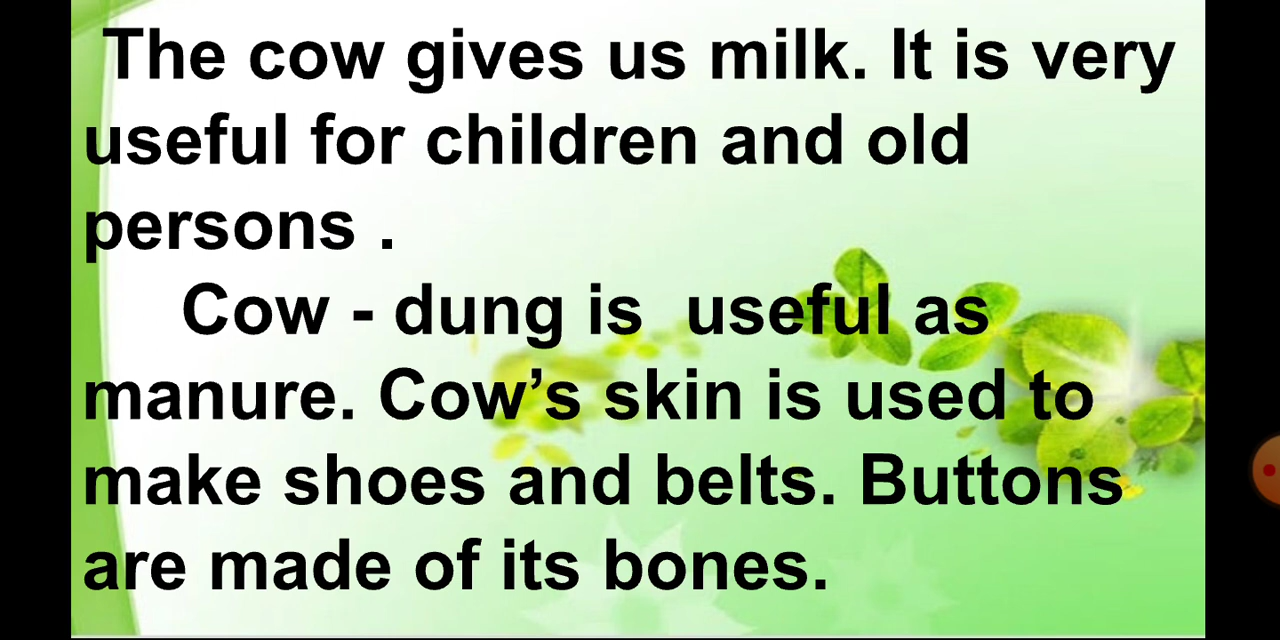 The cow gives us milk. It is very
useful for children and old
persons .
Cow - dung is  useful as
manure. Cow’s skin is used to
make shoes and belts. Buttons
are made of its bones.